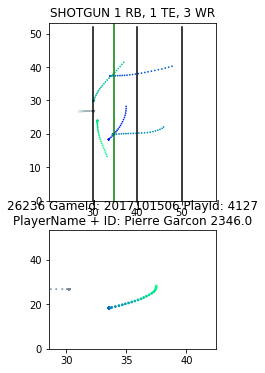 SHOTGUN 1 RB, 1 TE, 3 WR
50
40
30
20
10
0
30 40 50
26236 GameId: 2017101506 PlayId: 4127
PlayerName + ID: Pierre Garcon 2346.0
40
20
0
30 35 40